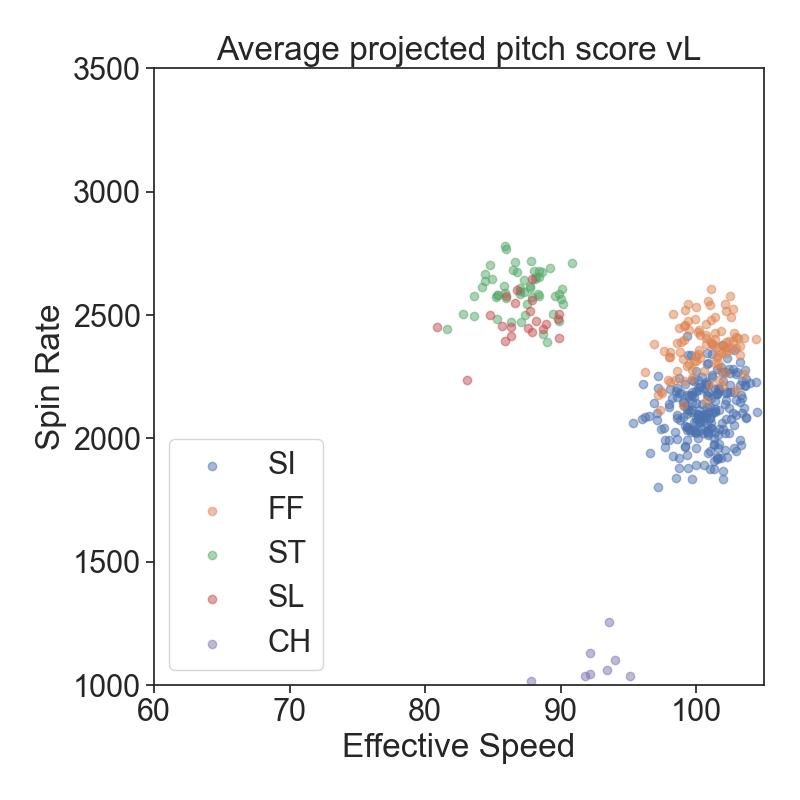 Average projected pitch score vL
3500
3000
2500
2000
1500
1000
Spin Rate
SI
FF
ST
SL
CH
60 70 80 90 100
Effective Speed